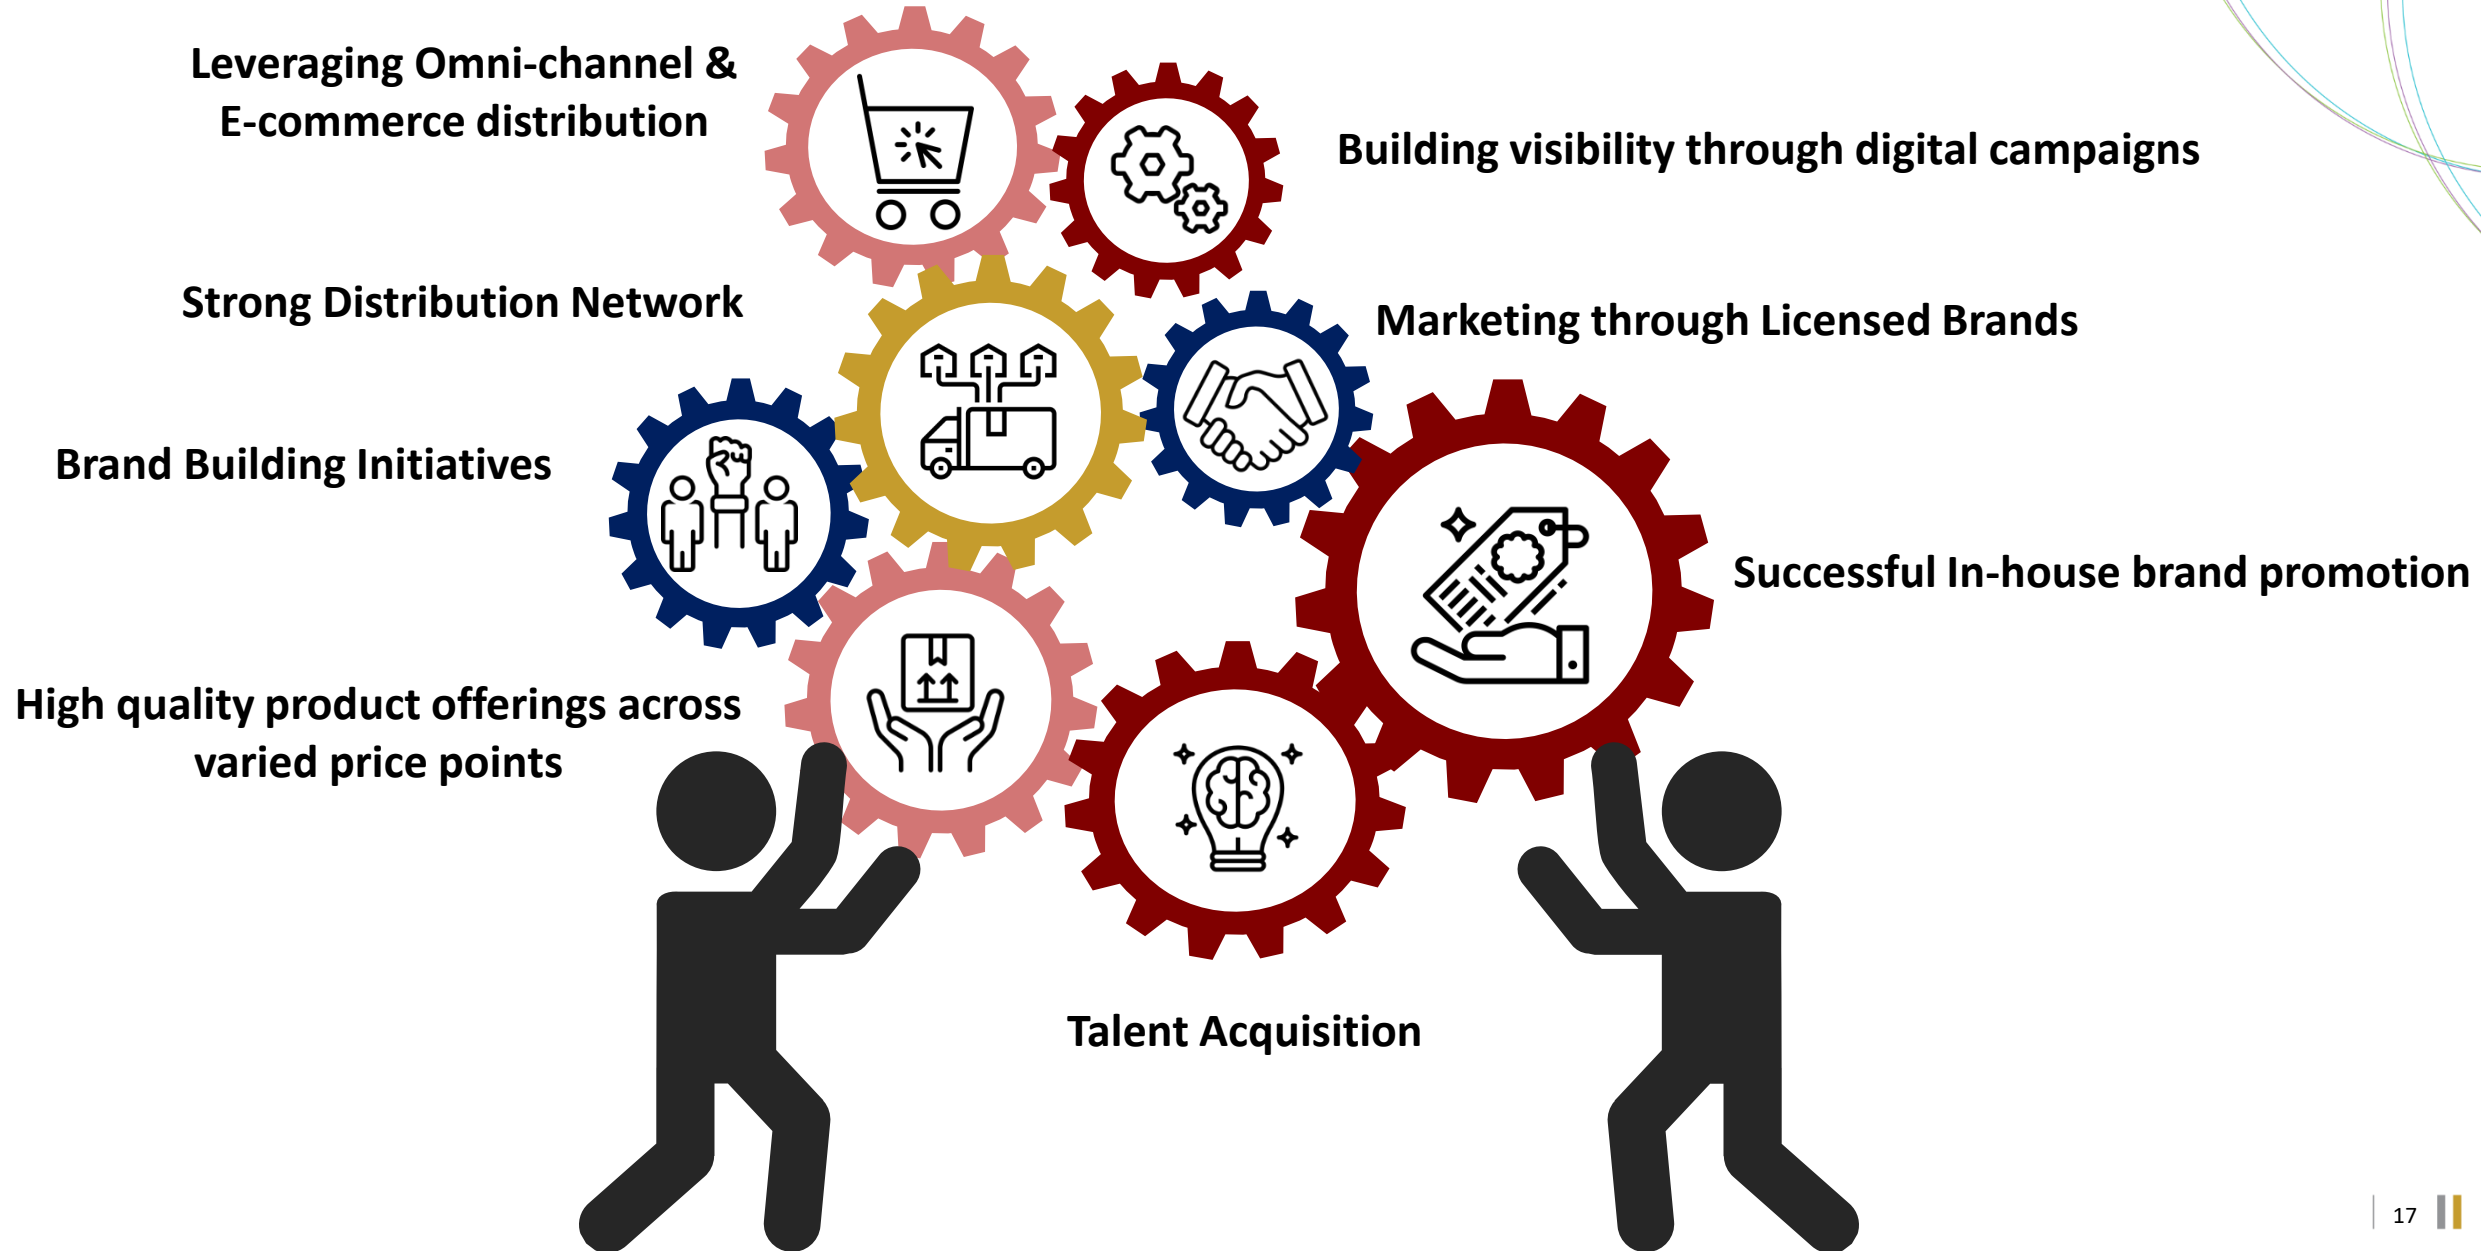 Leveraging Omni-channel &
E-commerce distribution
Building visibility through digital campaigns
Strong Distribution Network
Marketing through Licensed Brands
Brand Building Initiatives
Successful In-house brand promotion
High quality product offerings across
varied price points
Talent Acquisition
17